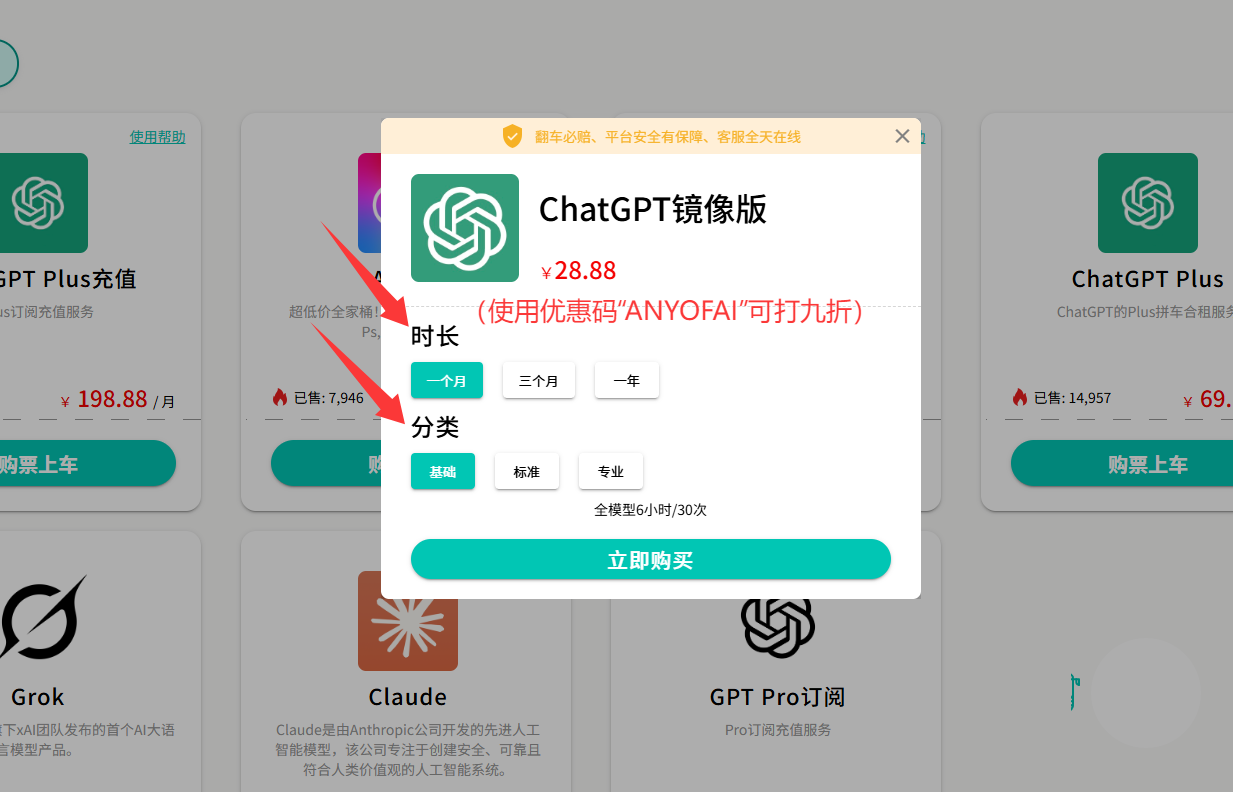 使用帮助
GPT Plus充值
us订阅充值服务
¥ 198.88 / 月
购票上车
A
超低价全家桶!
Ps,
已售: 7,946
购
翻车必赔、平台安全有保障、客服全天在线
ChatGPT镜像版
¥28.88
(使用优惠码“ANYOFAI”可打九折)
时长
一个月 三个月 一年
分类
基础 标准 专业
全模型6小时/30次
立即购买
ChatGPT Plus
ChatGPT的Plus拼车合租服务
已售: 14,957
¥ 69.
购票上车
Grok
下xAI团队发布的首个AI大语
言模型产品。
Claude
Claude是由Anthropic公司开发的先进人工
智能模型，该公司专注于创建安全、可靠且
符合人类价值观的人工智能系统。
GPT Pro订阅
Pro订阅充值服务